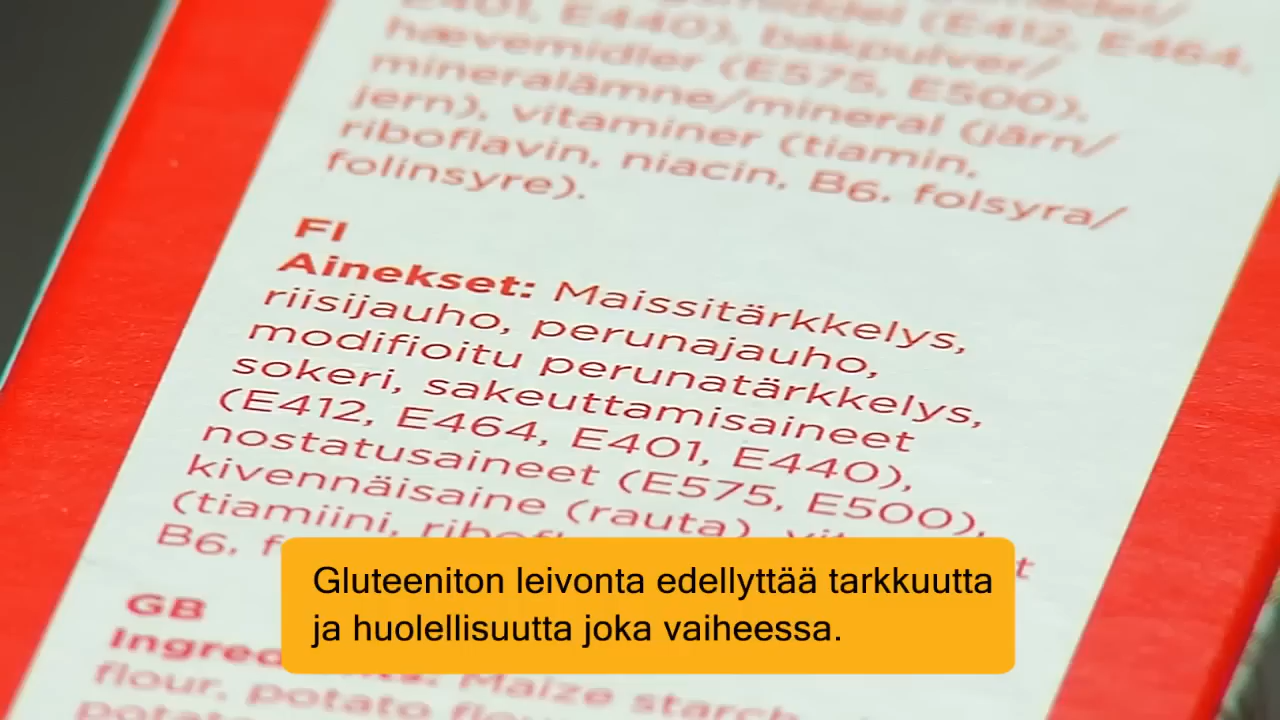 E401, E440), bakpulver/
hævemidler (E575, E500),
mineralämne/mineral (järn/
jern), vitaminer (tiamin,
riboflavin, niacin, B6, folsyra/
folinsyre).
FI
Ainekset: Maissitärkkelys,
riisijauho, perunajauho,
modifioitu perunatärkkelys,
sokeri, sakeuttamisaineet
(E412, E464, E401, E440),
nostatusaineet (E575, E500),
kivennäisaine (rauta),
(tiamiini,
B6,
GB
Maize starch
flour, potato
Gluteeniton leivonta edellyttää tarkkuutta
ja huolellisuutta joka vaiheessa.